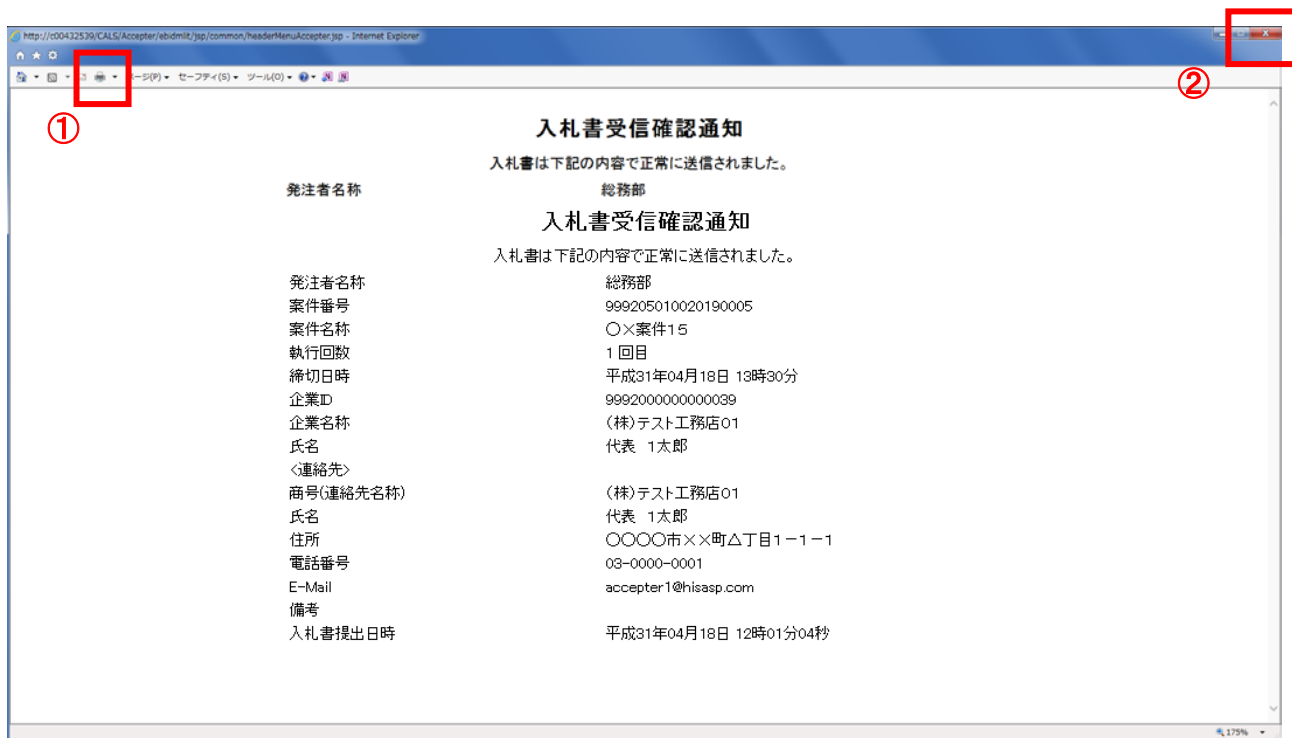 http://c00432539/CALS/Accepter/ebidmlit/jsp/common/headerMenuAccepter.jsp - Internet Explorer
ページ(P) セーフティ(S) ツール(O)
①
②
入札書受信確認通知
入札書は下記の内容で正常に送信されました。
発注者名称 総務部
入札書受信確認通知
入札書は下記の内容で正常に送信されました。
発注者名称 総務部
案件番号 999205010020190005
案件名称 〇×案件15
執行回数 1回目
締切日時 平成31年04月18日 13時30分
企業ID 9992000000000039
企業名称 (株)テスト工務店01
氏名 代表 1太郎
<連絡先>
商号(連絡先名称) (株)テスト工務店01
氏名 代表 1太郎
住所 〇〇〇〇市××町△丁目1-1-1
電話番号 03-0000-0001
E-Mail accepter1@hisasp.com
備考
入札書提出日時 平成31年04月18日 12時01分04秒
175%